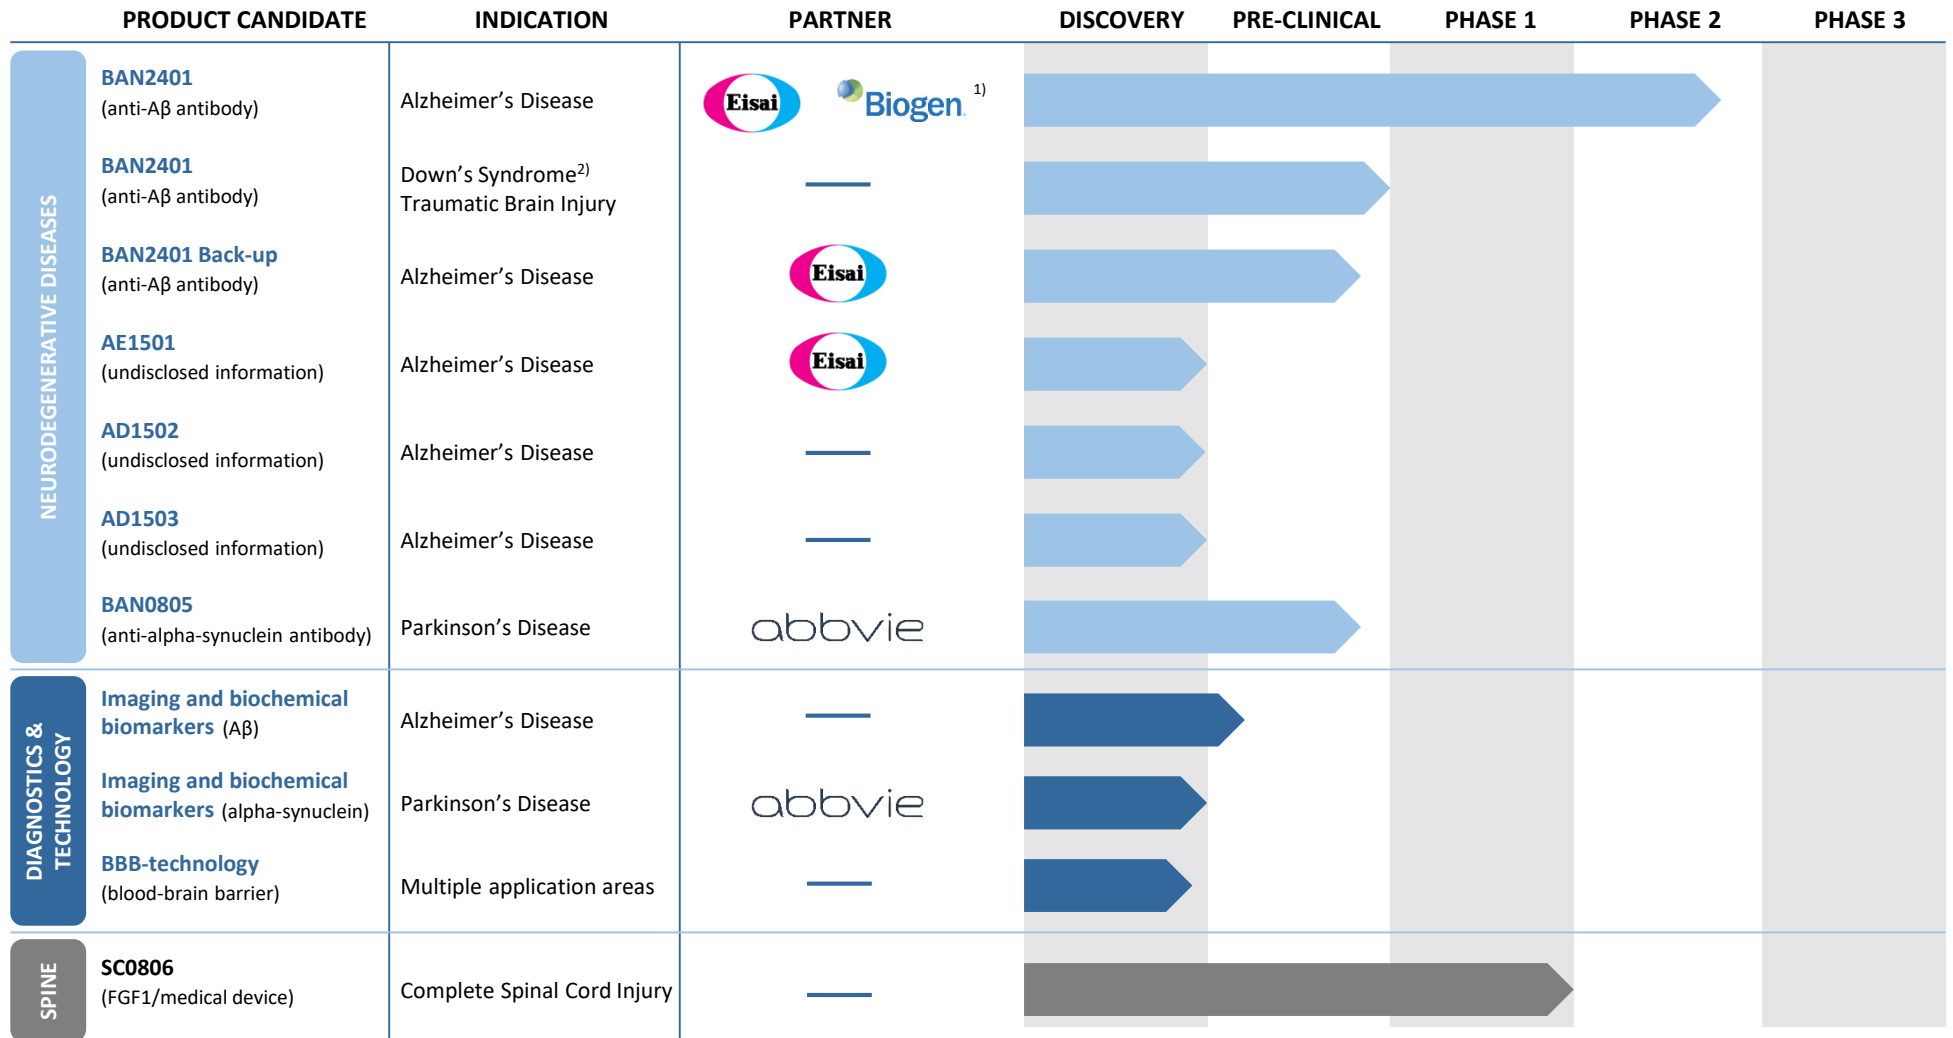 PRODUCT CANDIDATE INDICATION PARTNER DISCOVERY PRE-CLINICAL PHASE 1 PHASE 2 PHASE 3
NEURODEGENERATIVE DISEASES
BAN2401
(anti-Aβ antibody)
Alzheimer's Disease
Eisai Biogen. 1)
BAN2401
(anti-Aβ antibody)
Down's Syndrome2)
Traumatic Brain Injury
BAN2401 Back-up
(anti-Aβ antibody)
Alzheimer's Disease
Eisai
AE1501
(undisclosed information)
Alzheimer's Disease
Eisai
AD1502
(undisclosed information)
Alzheimer's Disease
AD1503
(undisclosed information)
Alzheimer's Disease
BAN0805
(anti-alpha-synuclein antibody)
Parkinson's Disease
abbvie
DIAGNOSTICS &
TECHNOLOGY
Imaging and biochemical
biomarkers (Aβ)
Alzheimer's Disease
Imaging and biochemical
biomarkers (alpha-synuclein)
Parkinson's Disease
abbvie
BBB-technology
(blood-brain barrier)
Multiple application areas
SPINE
SC0806
(FGF1/medical device)
Complete Spinal Cord Injury